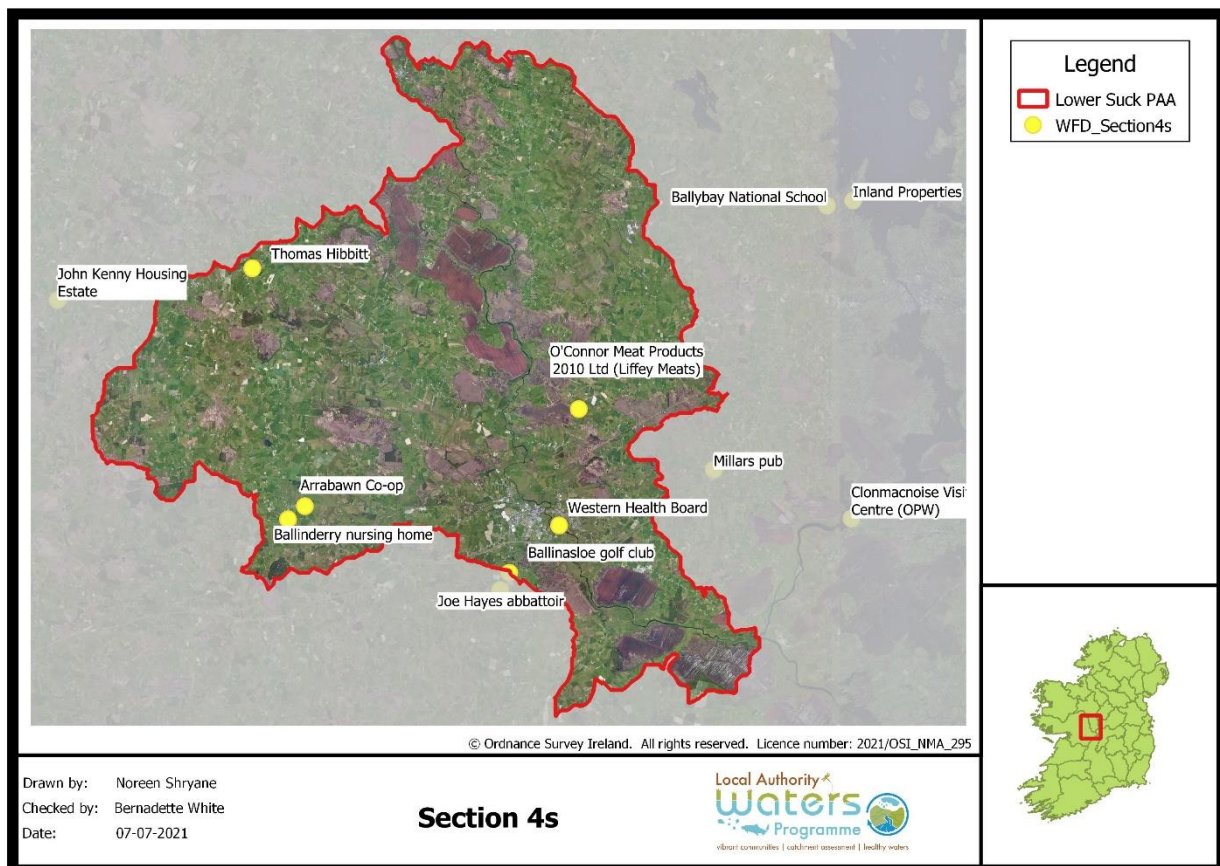 Legend
Lower Suck PAA
WFD_Section4s
Ballybay National School
Inland Properties
Thomas Hibbitt
John Kenny Housing
Estate
O'Connor Meat Products
2010 Ltd (Liffey Meats)
Millars pub
Arrabawn Co-op
Clonmacnoise Visi
Centre (OPW)
Western Health Board
Ballinderry nursing home
Ballinasloe golf club
Joe Hayes abbattoir
© Ordnance Survey Ireland. All rights reserved. Licence number: 2021/OSI_NMA_295
Drawn by: Noreen Shryane
Checked by: Bernadette White
Date: 07-07-2021
Section 4s
Local Authority
Waters
Programme
vibrant communities | catchment assessment | healthy waters